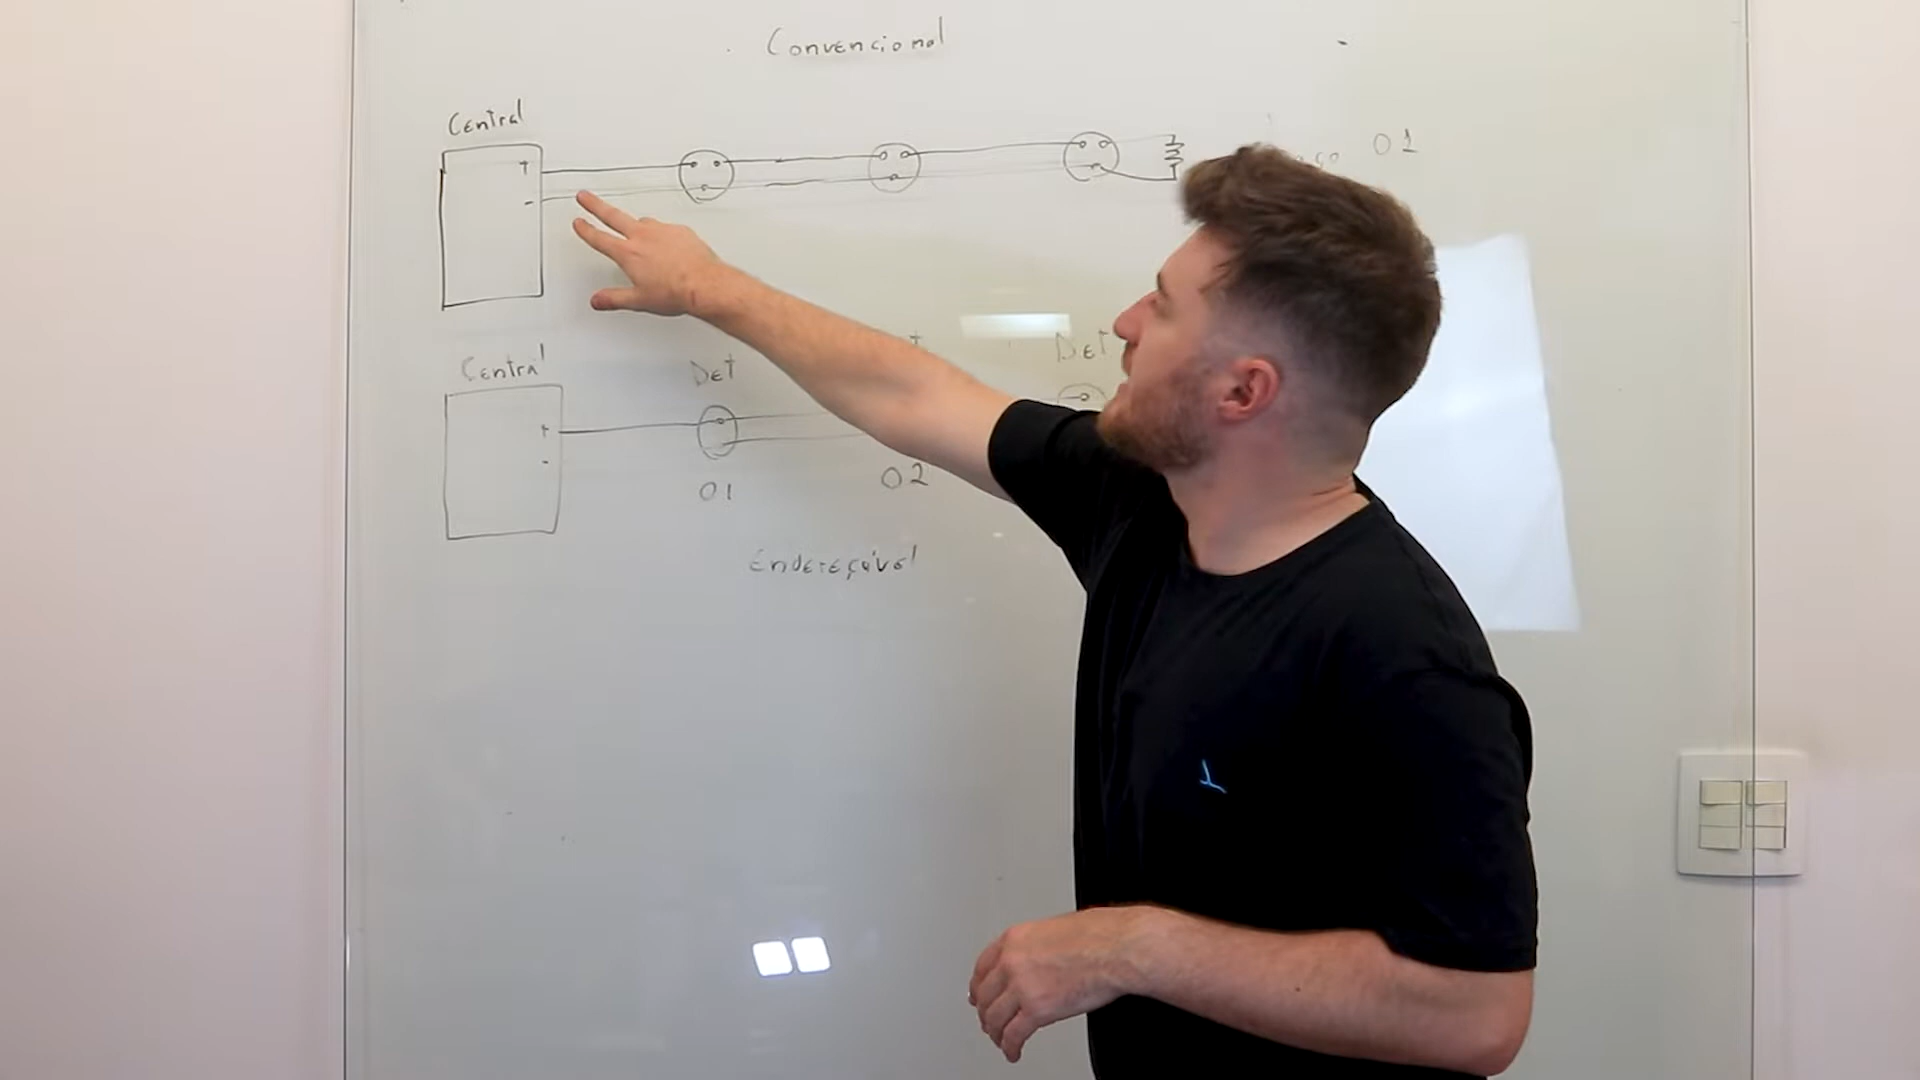 Convencional
Central
+
-
01
Central
Det
Det
+
-
01
02
Endereçável